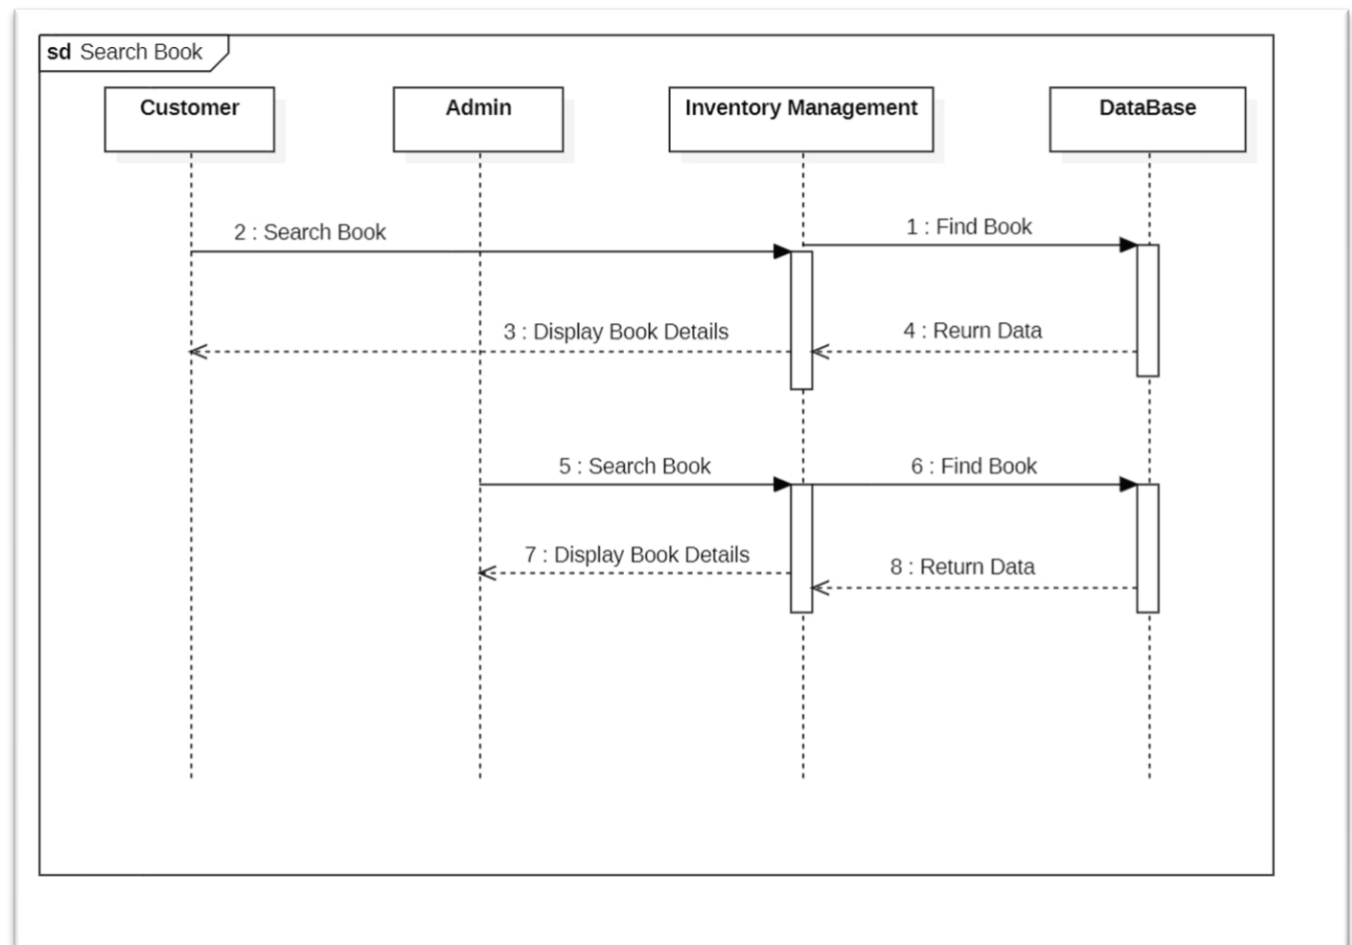 sd Search Book
Customer
Admin
Inventory Management
DataBase
1 : Find Book
2 : Search Book
3 : Display Book Details
4 : Reurn Data
5 : Search Book
6 : Find Book
7 : Display Book Details
8 : Return Data